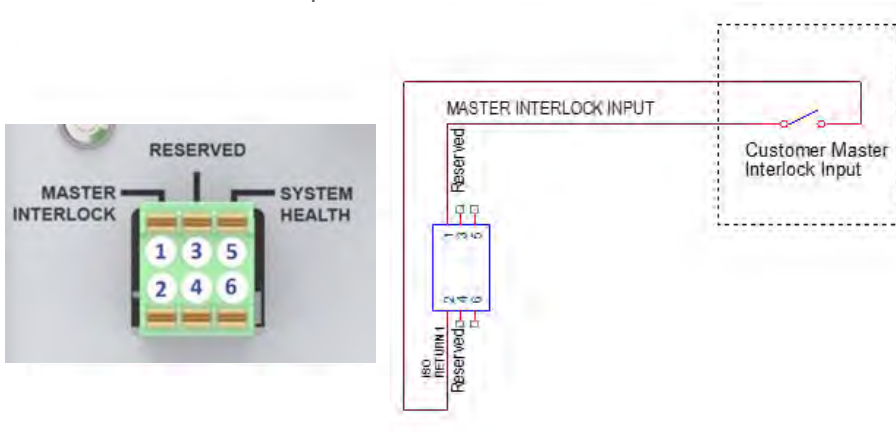 RESERVED
MASTER
INTERLOCK
SYSTEM
HEALTH
1 3 5
2 4 6
MASTER INTERLOCK INPUT
Reserved
1 3 5
2 4 6
ISO
RETURN 1
Reserved
Customer Master
Interlock Input